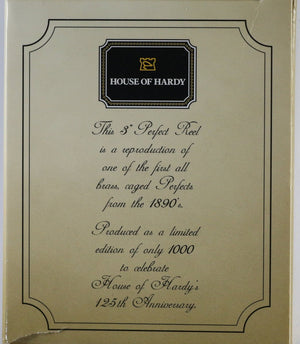 HOUSE OF HARDY
This 3" Perfect Reel
is a reproduction of
one of the first all
brass, caged Perfects
from the 1890's.
Produced as a limited
edition of only 1000
to celebrate
House of Hardy's
125th Anniversary.